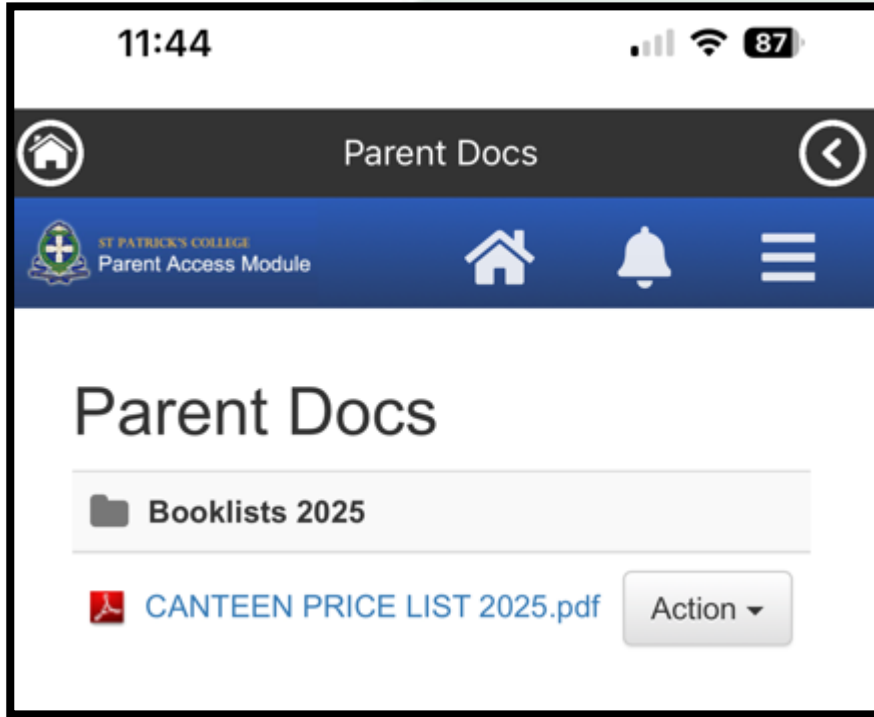 11:44
87
Parent Docs
ST PATRICK'S COLLEGE
Parent Access Module
Parent Docs
Booklists 2025
CANTEEN PRICE LIST 2025.pdf
Action